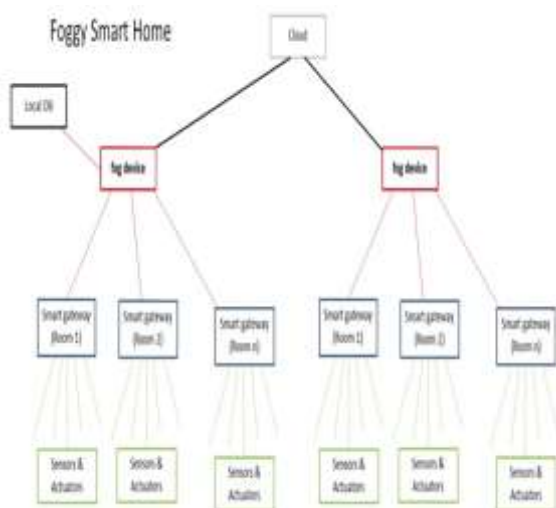 Foggy Smart Home
Cloud
Local DB
fog device
fog device
Smart gateway
(Room 1)
Smart gateway
(Room 2)
Smart gateway
(Room n)
Smart gateway
(Room 1)
Smart gateway
(Room 2)
Smart gateway
(Room n)
Sensors &
Actuators
Sensors &
Actuators
Sensors &
Actuators
Sensors &
Actuators
Sensors &
Actuators
Sensors &
Actuators